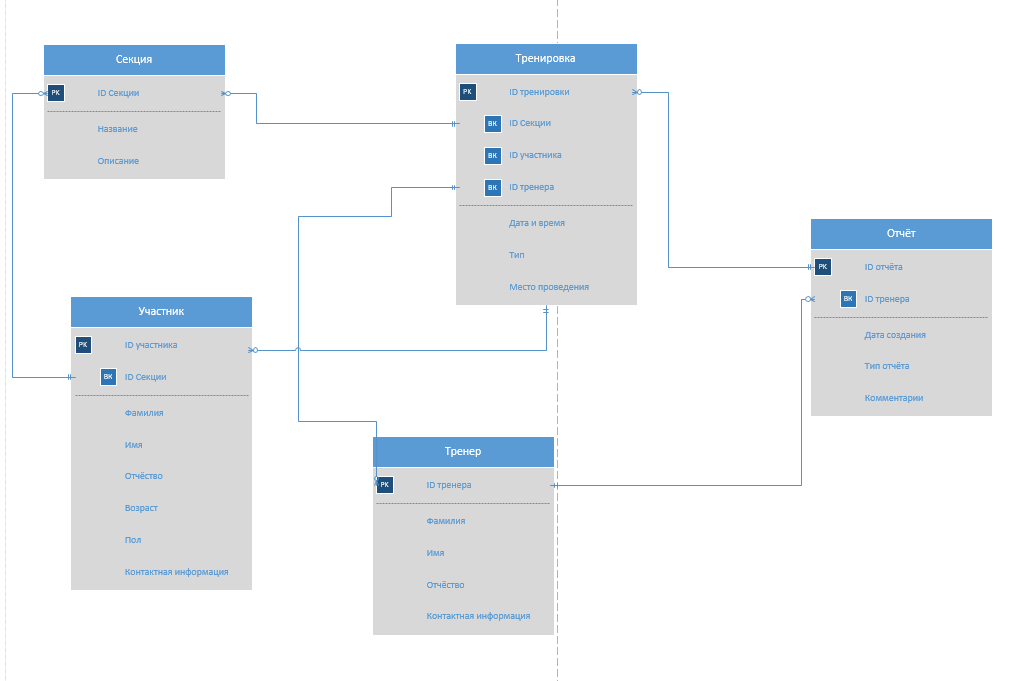 Секция
PK ID Секции
Название
Описание
Тренировка
PK ID тренировки
ВК ID Секции
ВК ID участника
ВК ID тренера
Дата и время
Тип
Место проведения
Отчёт
PK ID отчёта
ВК ID тренера
Дата создания
Тип отчёта
Комментарии
Участник
PK ID участника
ВК ID Секции
Фамилия
Имя
Отчёство
Возраст
Пол
Контактная информация
Тренер
PK ID тренера
Фамилия
Имя
Отчёство
Контактная информация